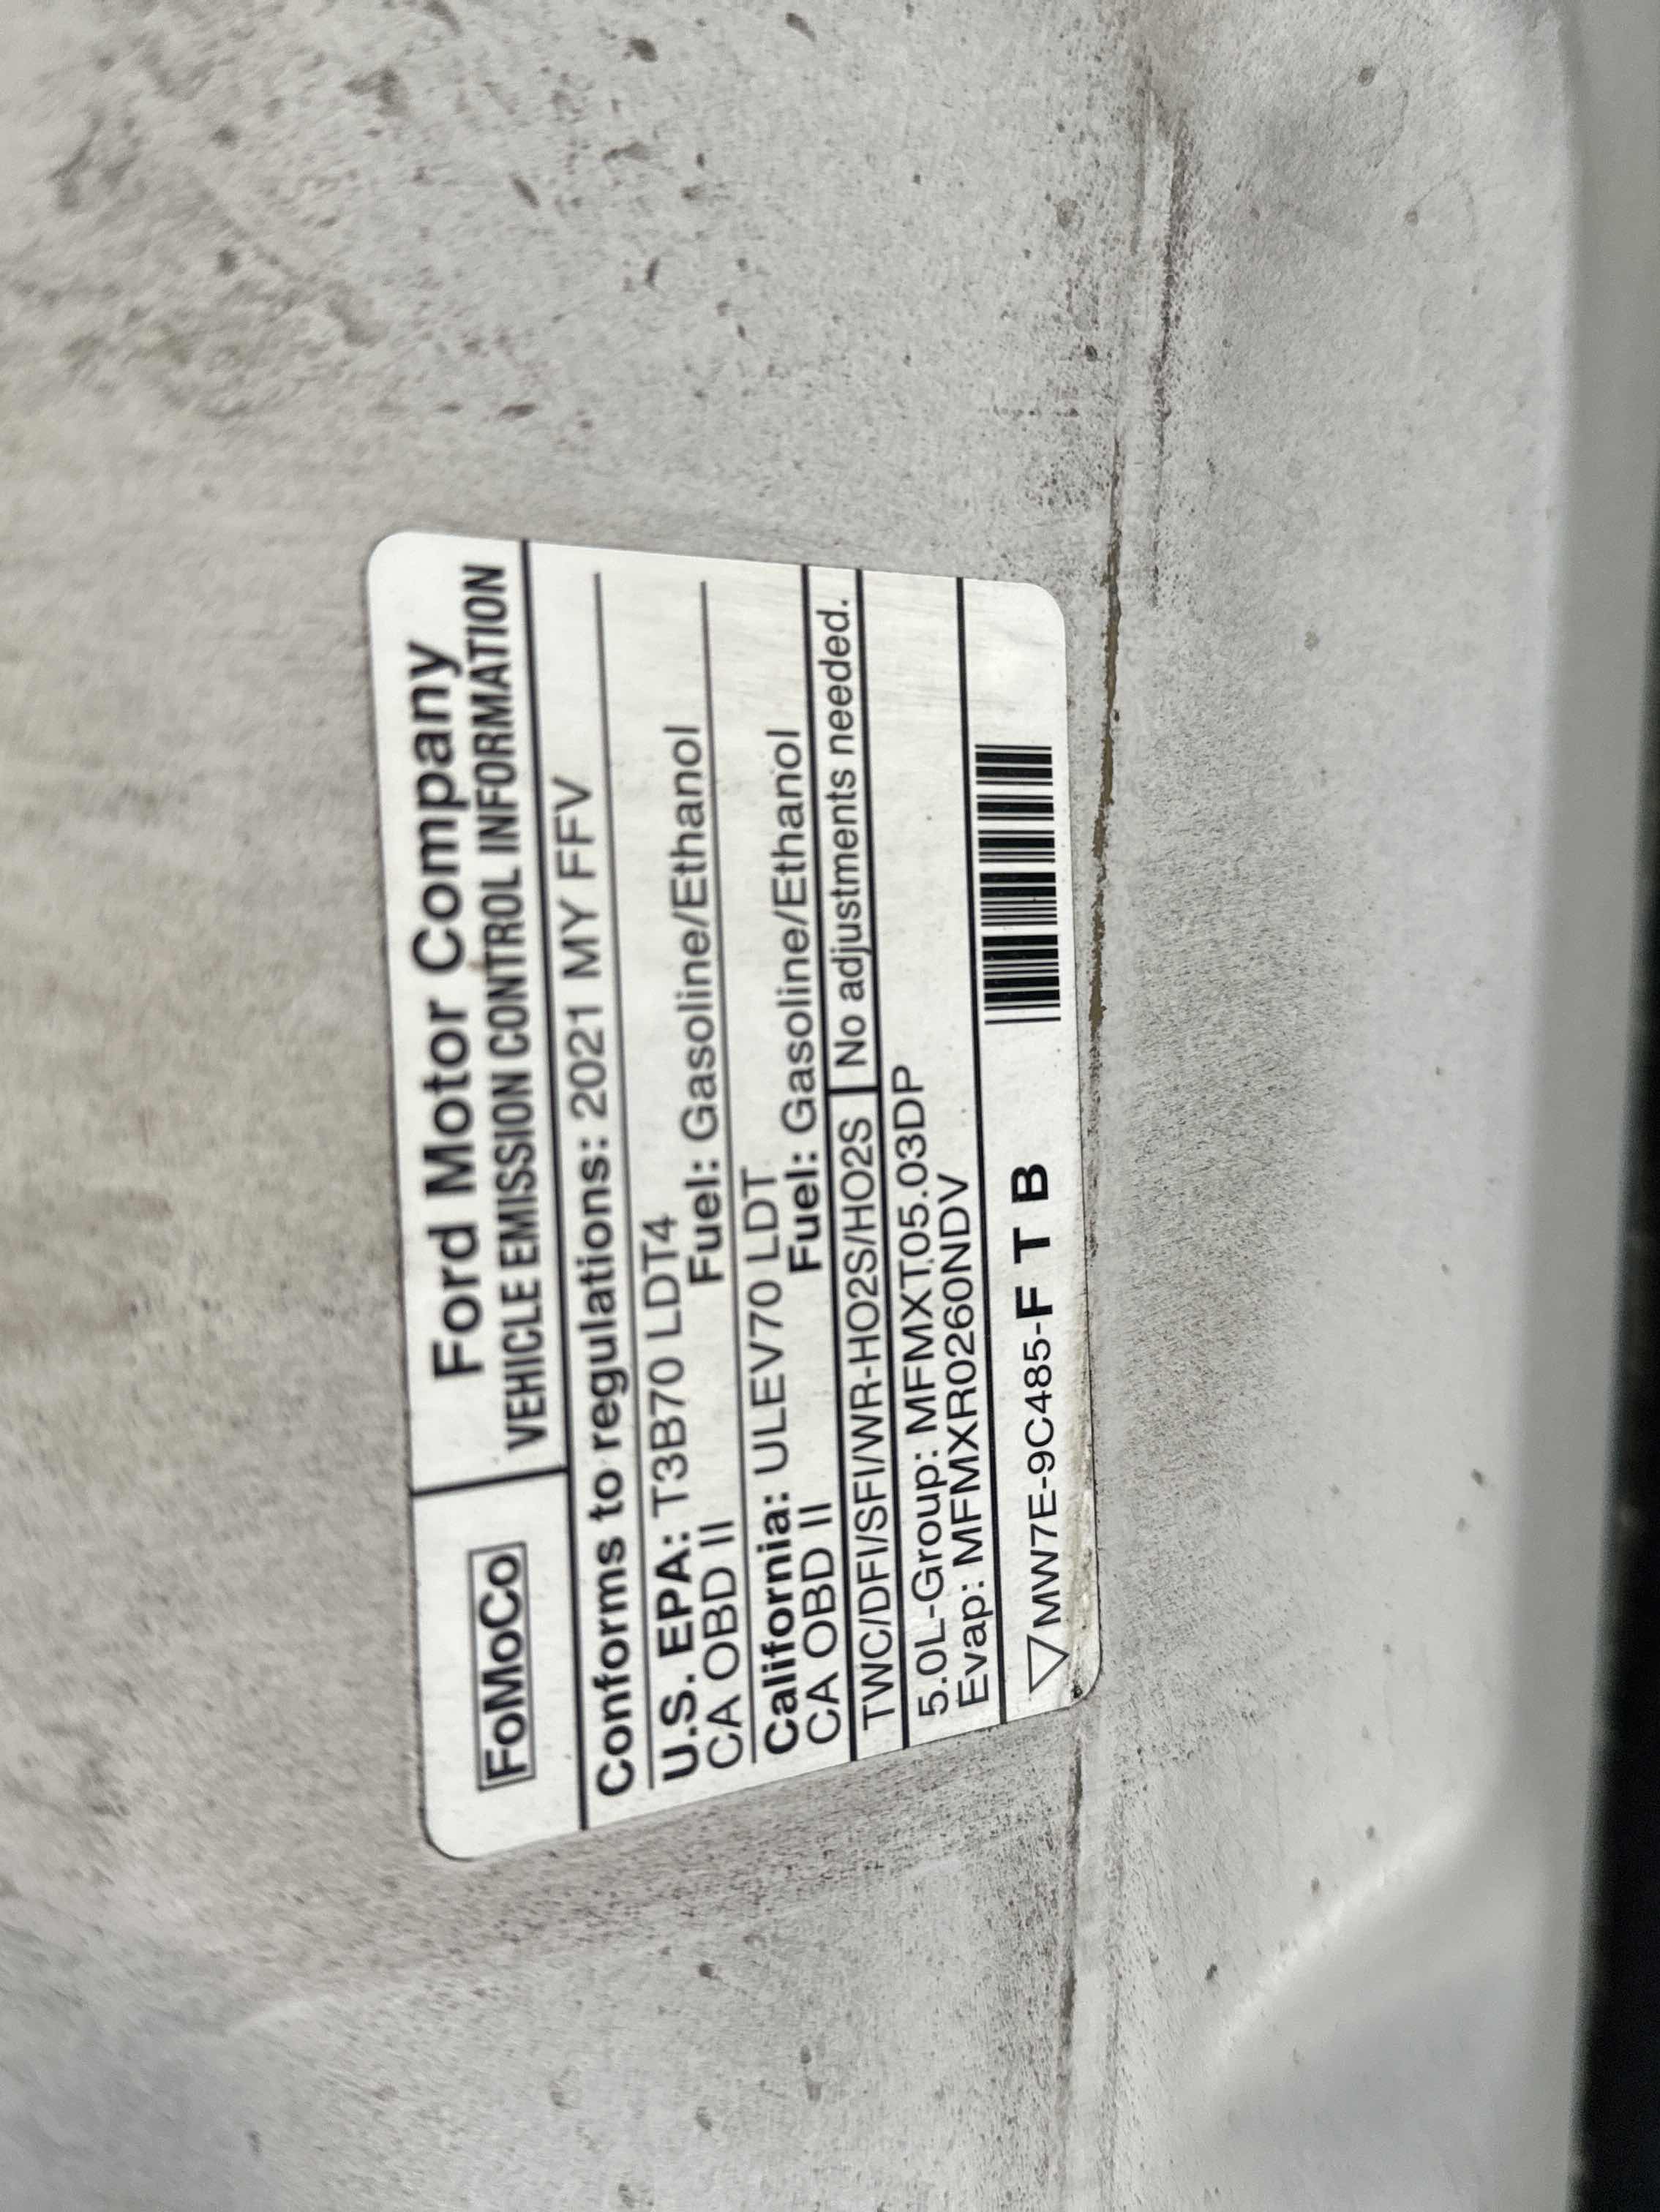 FoMoCo
Ford Motor Company
VEHICLE EMISSION CONTROL INFORMATION
Conforms to regulations: 2021 MY FFV
U.S. EPA: T3B70 LDT4
CA OBD II Fuel: Gasoline/Ethanol
California: ULEV70 LDT
CA OBD II Fuel: Gasoline/Ethanol
TWC/DFI/SFI/WR-HO2S/HO2S No adjustments needed.
5.0L-Group: MFMXT05.03DP
Evap: MFMXR0260NDV
MW7E-9C485-F T B